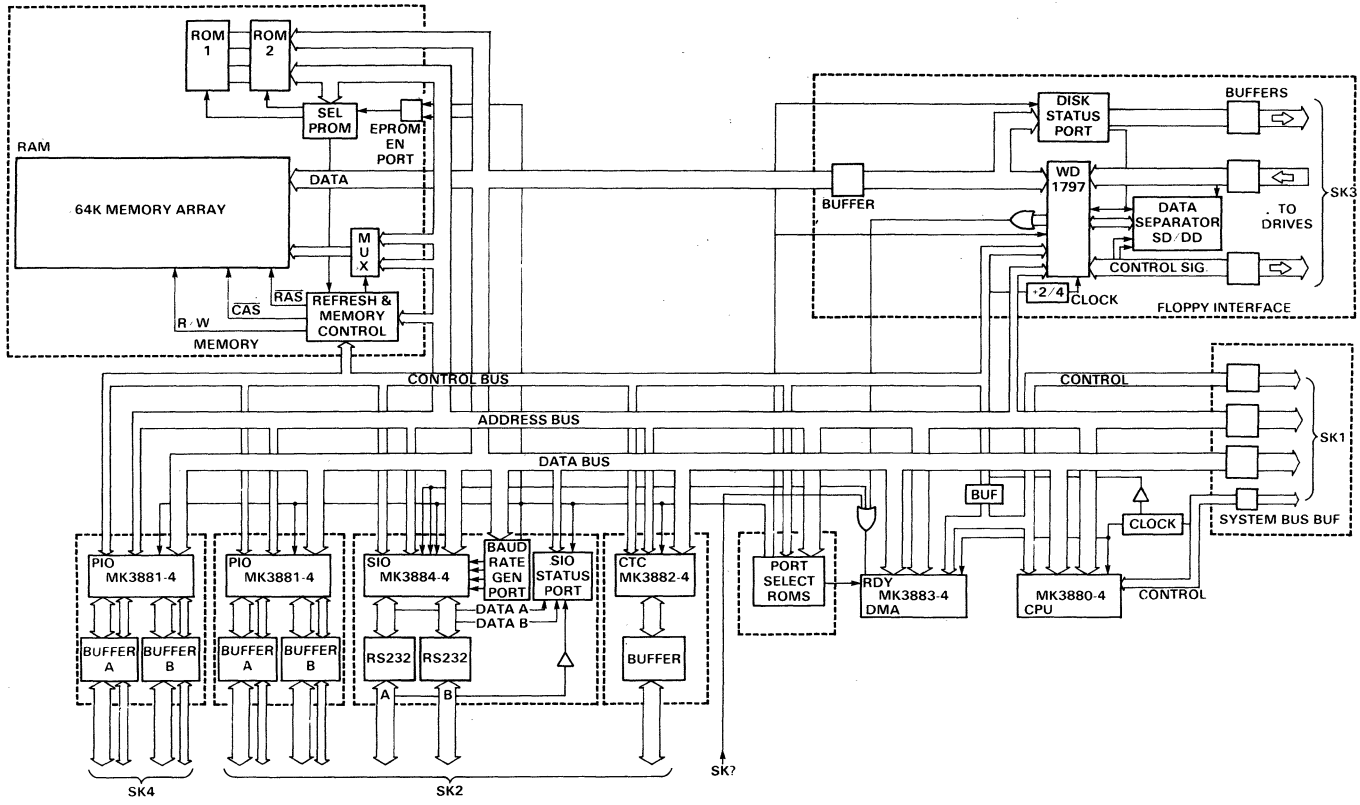 ROM
1
ROM
2
SEL
PROM
EPROM
EN
PORT
RAM
DATA
64K MEMORY ARRAY
M
U
X
RAS
CAS
R/W
REFRESH &
MEMORY
CONTROL
MEMORY
BUFFER
DISK
STATUS
PORT
BUFFERS
WD
1797
DATA
SEPARATOR
SD/DD
TO
DRIVES
SK3
CONTROL SIG.
÷2/4
CLOCK
FLOPPY INTERFACE
CONTROL BUS
CONTROL
ADDRESS BUS
SK1
DATA BUS
BUF
CLOCK
SYSTEM BUS BUF
PIO
MK3881-4
PIO
MK3881-4
SIO
MK3884-4
BAUD
RATE
GEN
PORT
SIO
STATUS
PORT
CTC
MK3882-4
PORT
SELECT
ROMS
RDY
MK3883-4
DMA
MK3880-4
CPU
CONTROL
DATA A
DATA B
BUFFER
A
BUFFER
B
BUFFER
A
BUFFER
B
RS232
RS232
BUFFER
A
B
SK?
SK4
SK2